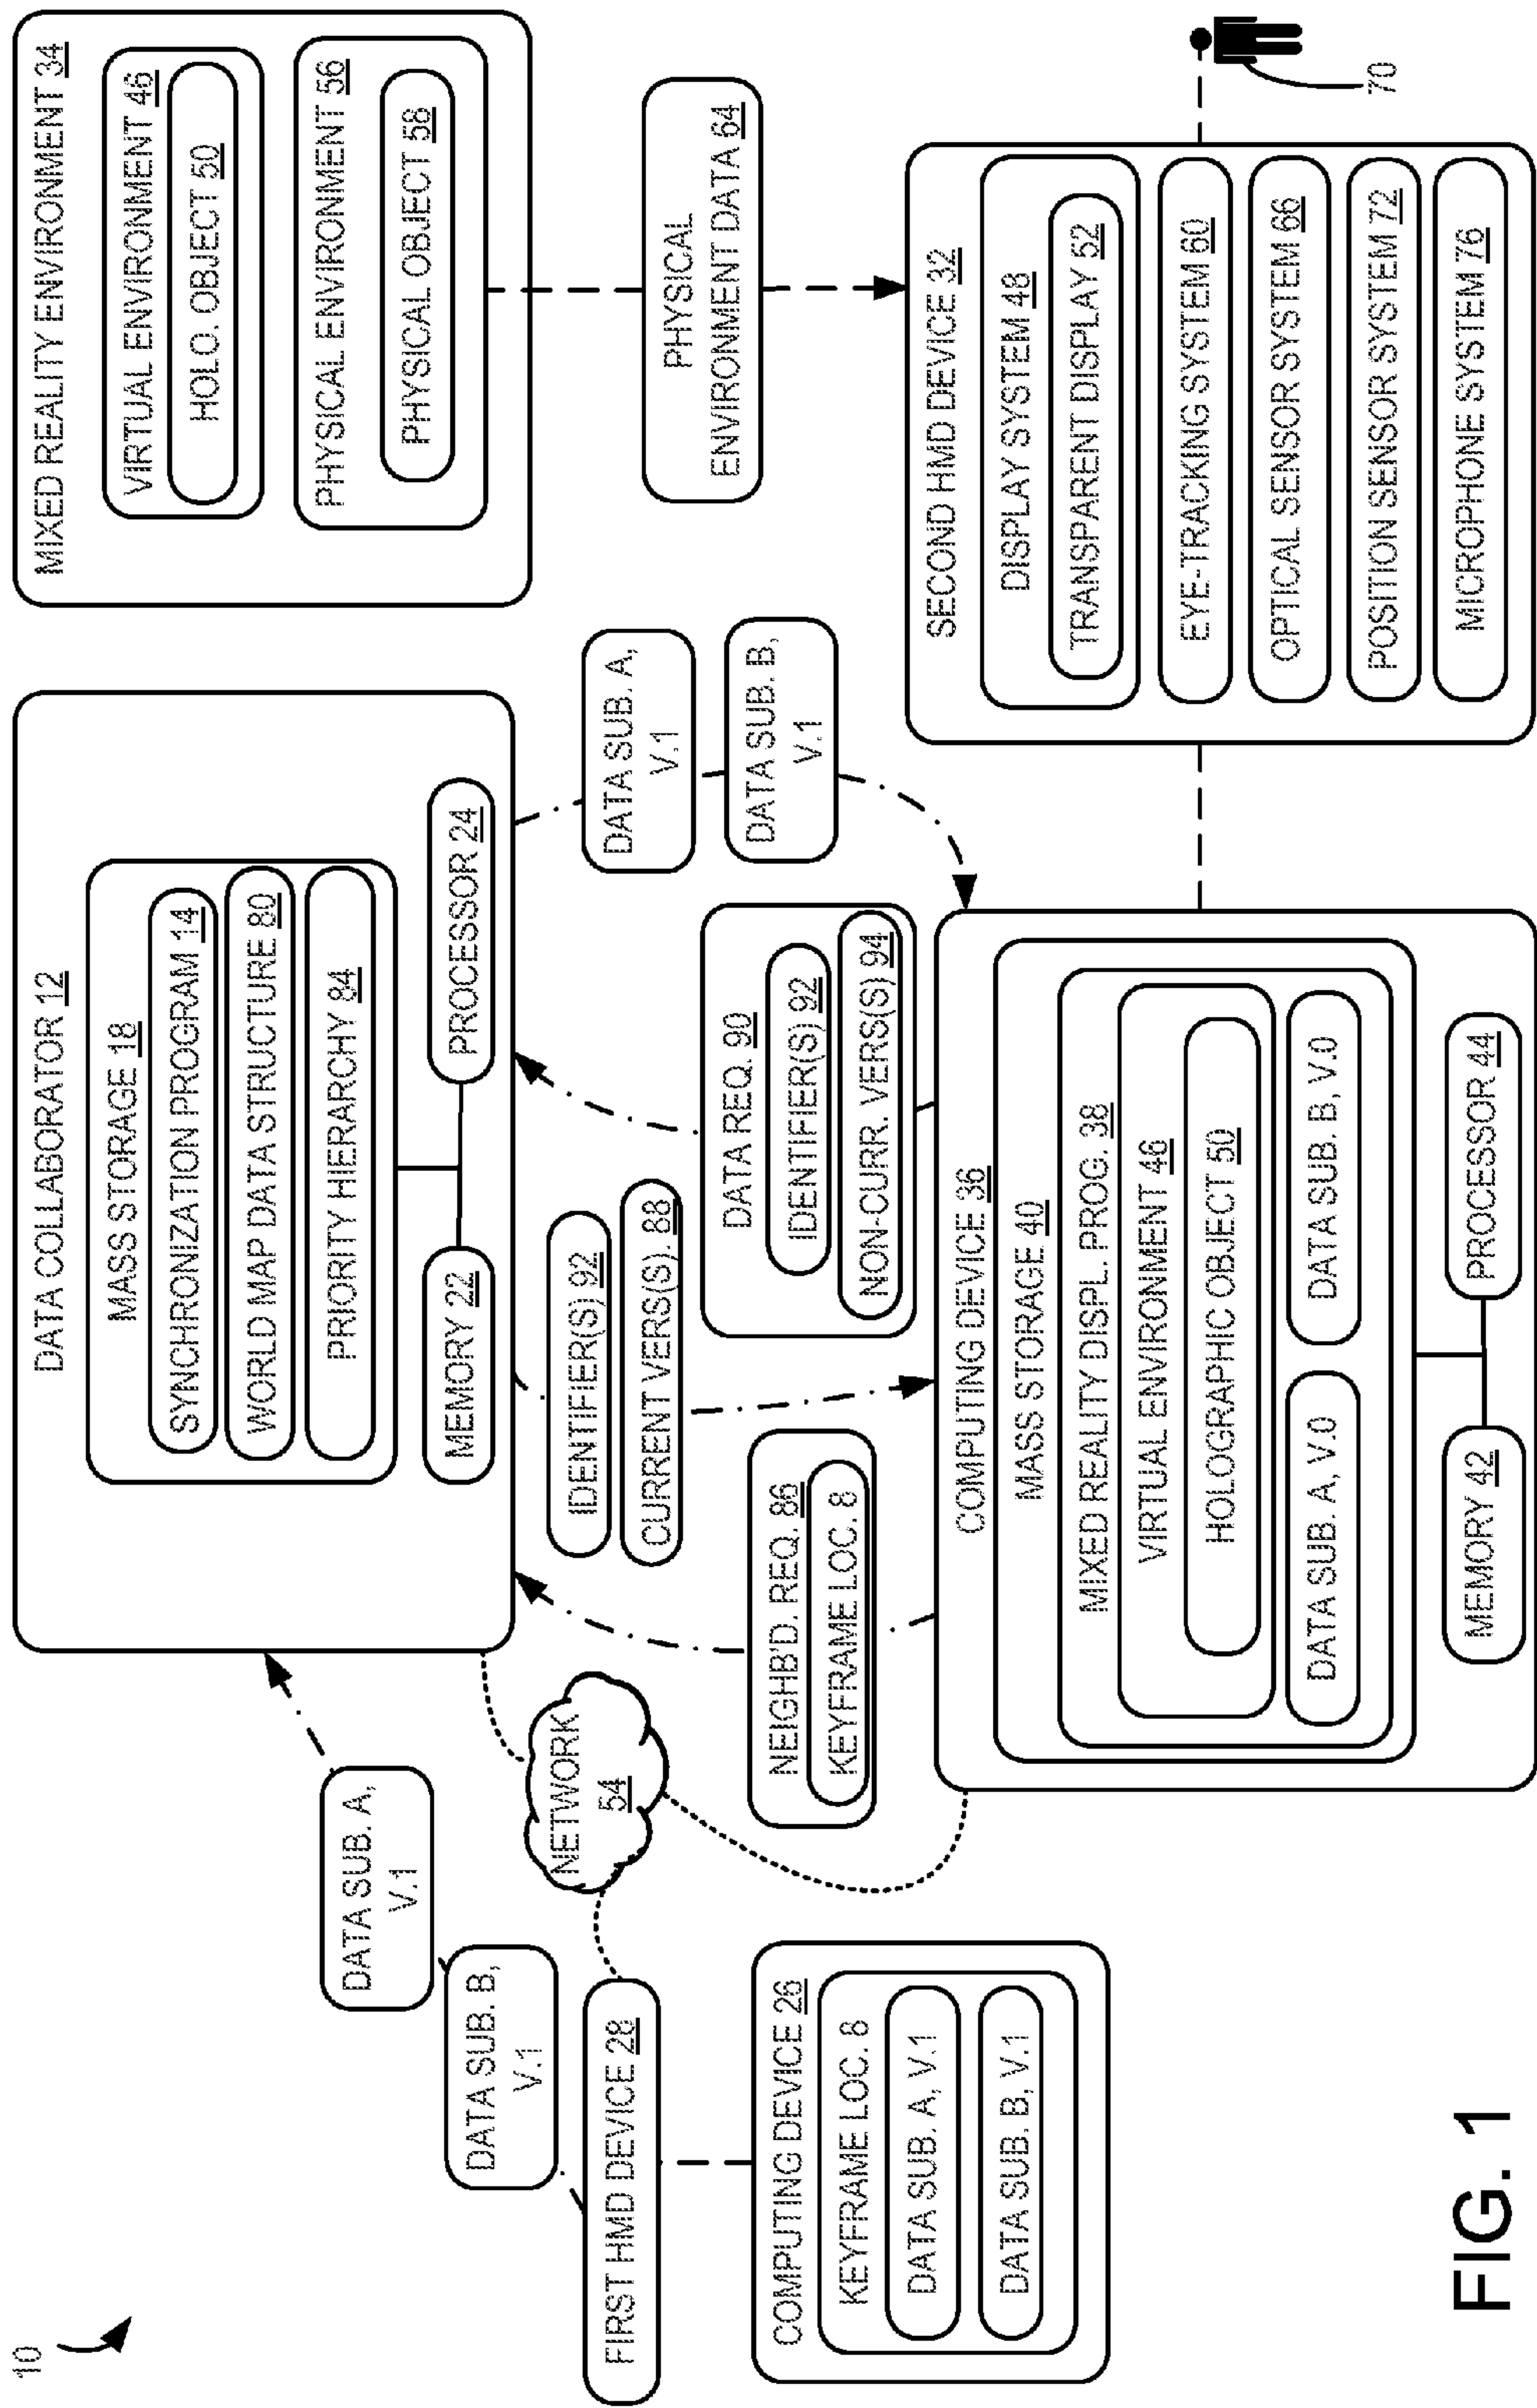 10
DATA COLLABORATOR 12
MASS STORAGE 18
SYNCHRONIZATION PROGRAM 14
WORLD MAP DATA STRUCTURE 80
PRIORITY HIERARCHY 84
MEMORY 22
PROCESSOR 24
MIXED REALITY ENVIRONMENT 34
VIRTUAL ENVIRONMENT 46
HOLO. OBJECT 50
PHYSICAL ENVIRONMENT 56
PHYSICAL OBJECT 58
DATA SUB. A,
V.1
DATA SUB. B,
V.1
FIRST HMD DEVICE 28
NETWORK
54
COMPUTING DEVICE 26
KEYFRAME LOC. 8
DATA SUB. A, V.1
DATA SUB. B, V.1
IDENTIFIER(S) 92
CURRENT VERS(S). 88
NEIGHB'D. REQ. 86
KEYFRAME LOC. 8
DATA REQ. 90
IDENTIFIER(S) 92
NON-CURR. VERS(S) 94
DATA SUB. A,
V.1
DATA SUB. B,
V.1
PHYSICAL
ENVIRONMENT DATA 64
COMPUTING DEVICE 36
MASS STORAGE 40
MIXED REALITY DISPL. PROG. 38
VIRTUAL ENVIRONMENT 46
HOLOGRAPHIC OBJECT 50
DATA SUB. A, V.0
DATA SUB. B, V.0
MEMORY 42
PROCESSOR 44
SECOND HMD DEVICE 32
DISPLAY SYSTEM 48
TRANSPARENT DISPLAY 52
EYE-TRACKING SYSTEM 60
OPTICAL SENSOR SYSTEM 66
POSITION SENSOR SYSTEM 72
MICROPHONE SYSTEM 76
70
FIG. 1